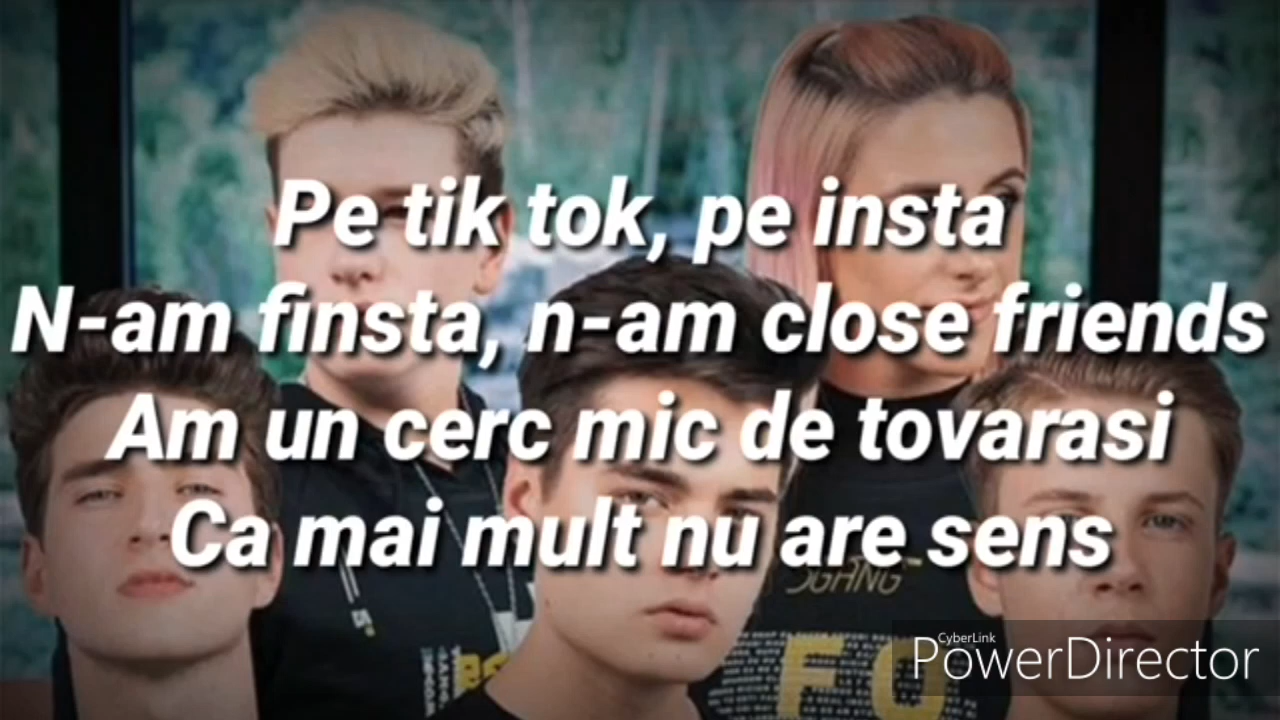 Pe tik tok, pe insta
N-am finsta, n-am close friends
Am un cerc mic de tovarasi
Ca mai mult nu are sens
5GANG
CyberLink
PowerDirector